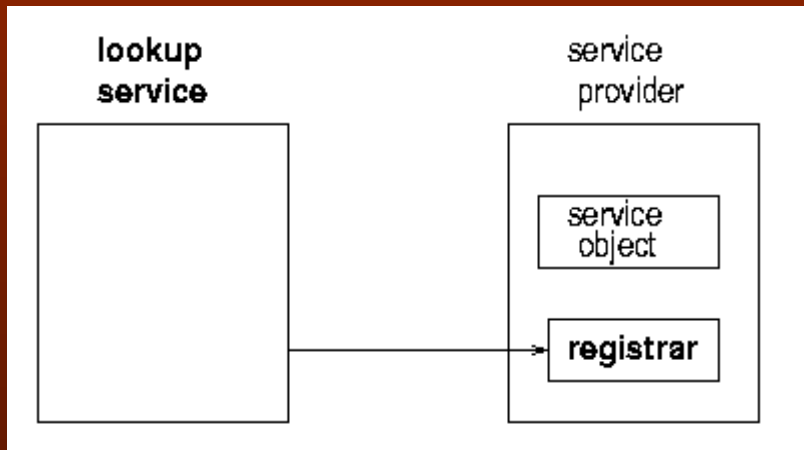 lookup
service
service
provider
service
object
registrar